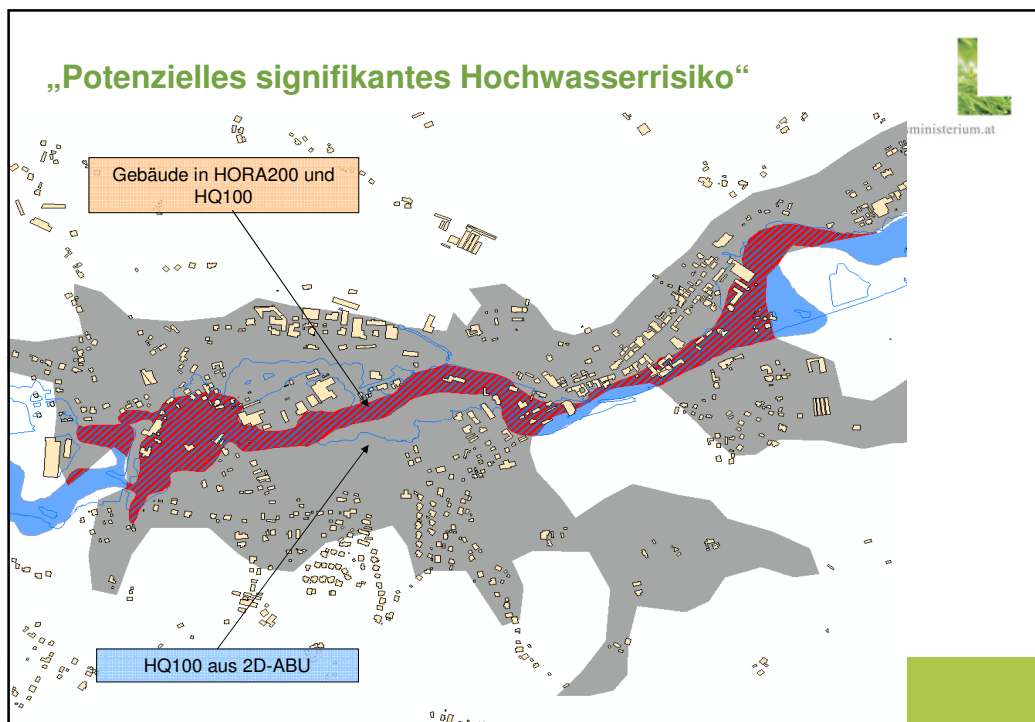 „Potenzielles signifikantes Hochwasserrisiko“
ministerium.at
Gebäude in HORA200 und
HQ100
HQ100 aus 2D-ABU